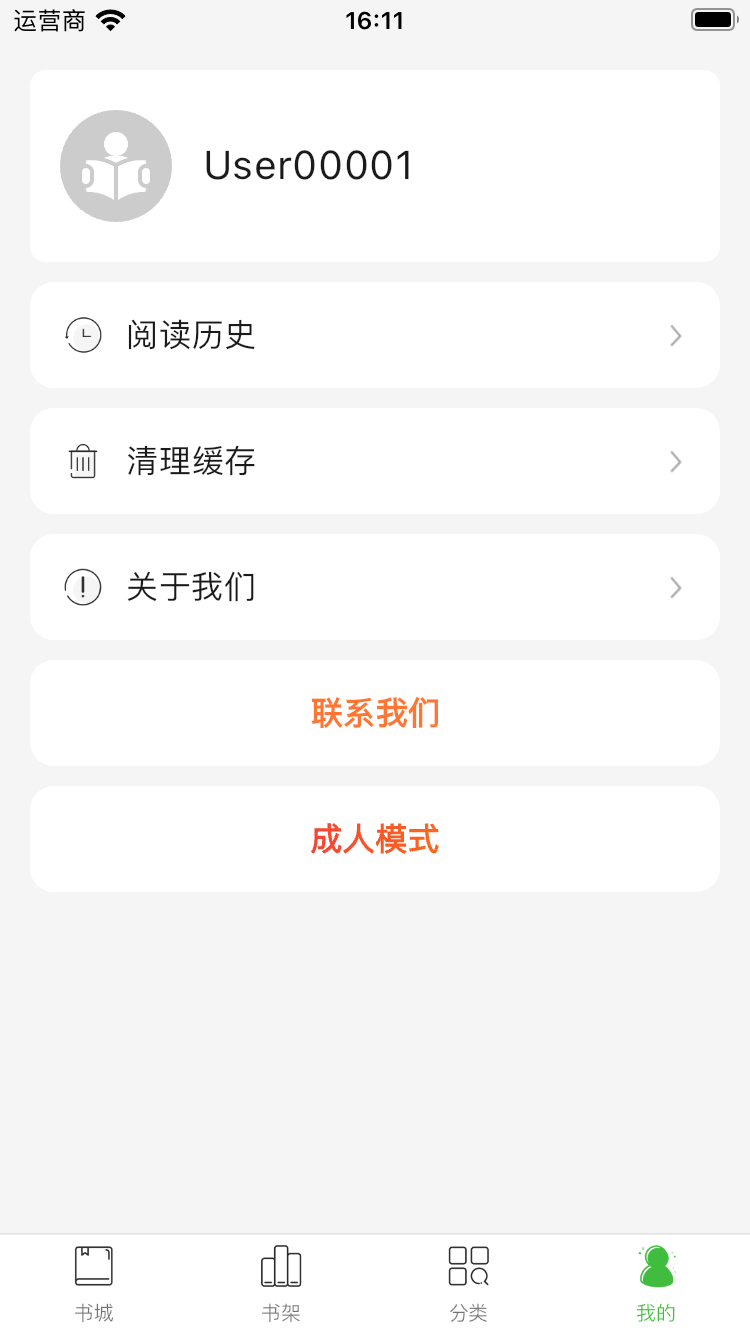 运营商
16:11
User00001
阅读历史
清理缓存
关于我们
联系我们
成人模式
书城
书架
分类
我的